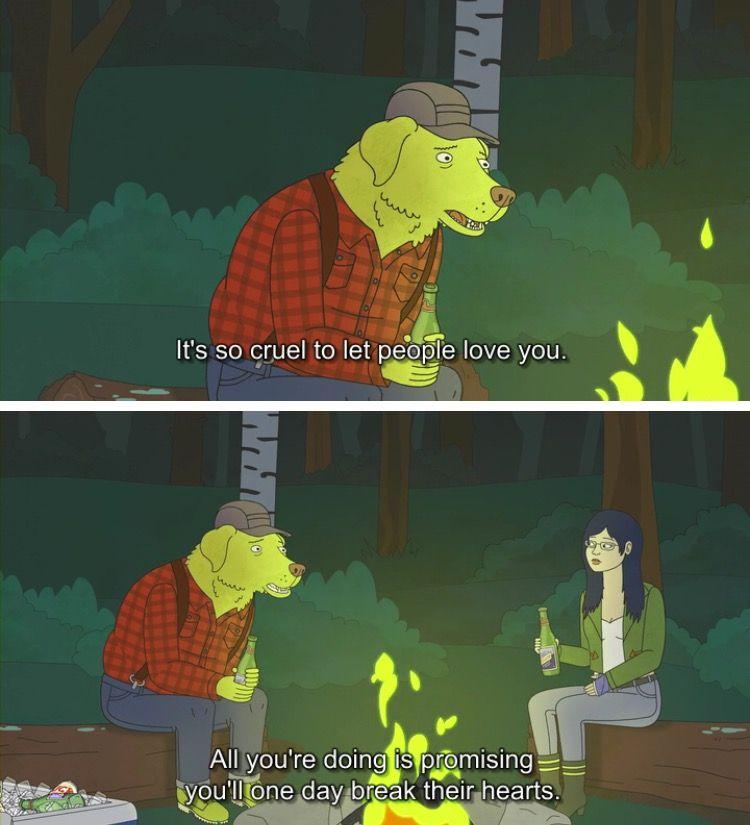 It's so cruel to let people love you.
All you're doing is promising
you'll one day break their hearts.